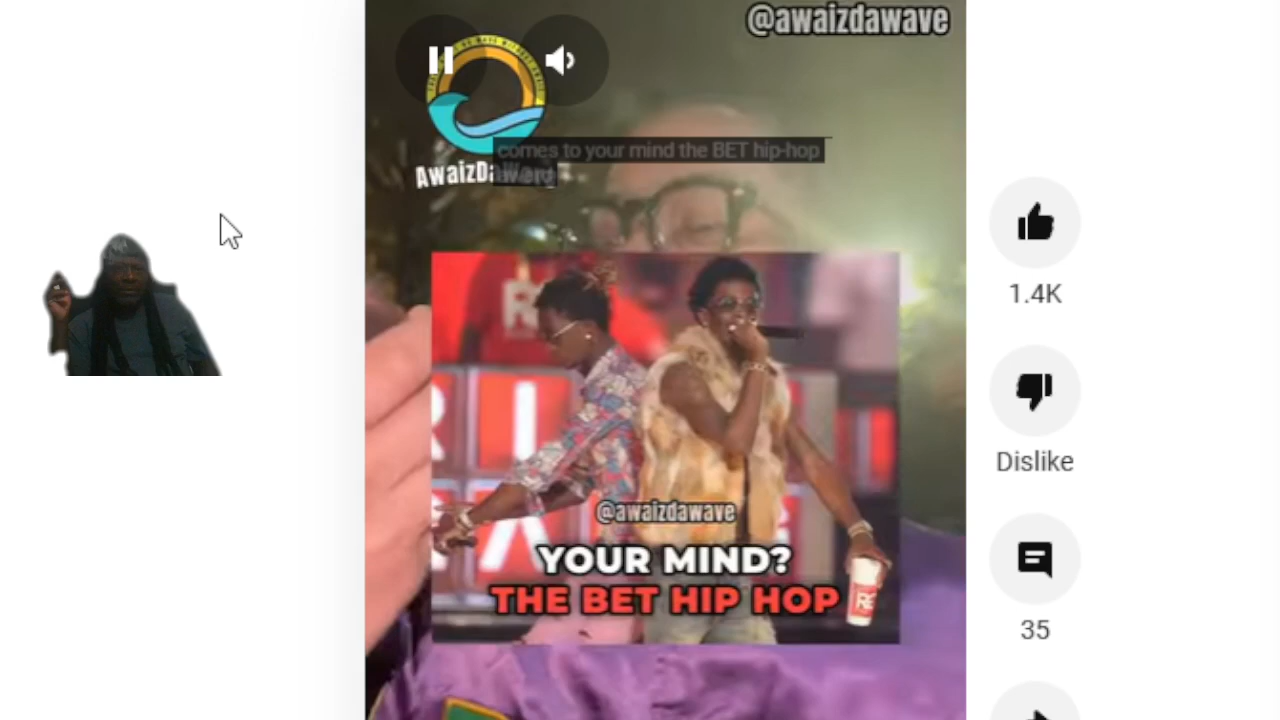 @awaizdawave
comes to your mind the BET hip-hop
AwaizDa
@awaizdawave
YOUR MIND?
THE BET HIP HOP
1.4K
Dislike
35